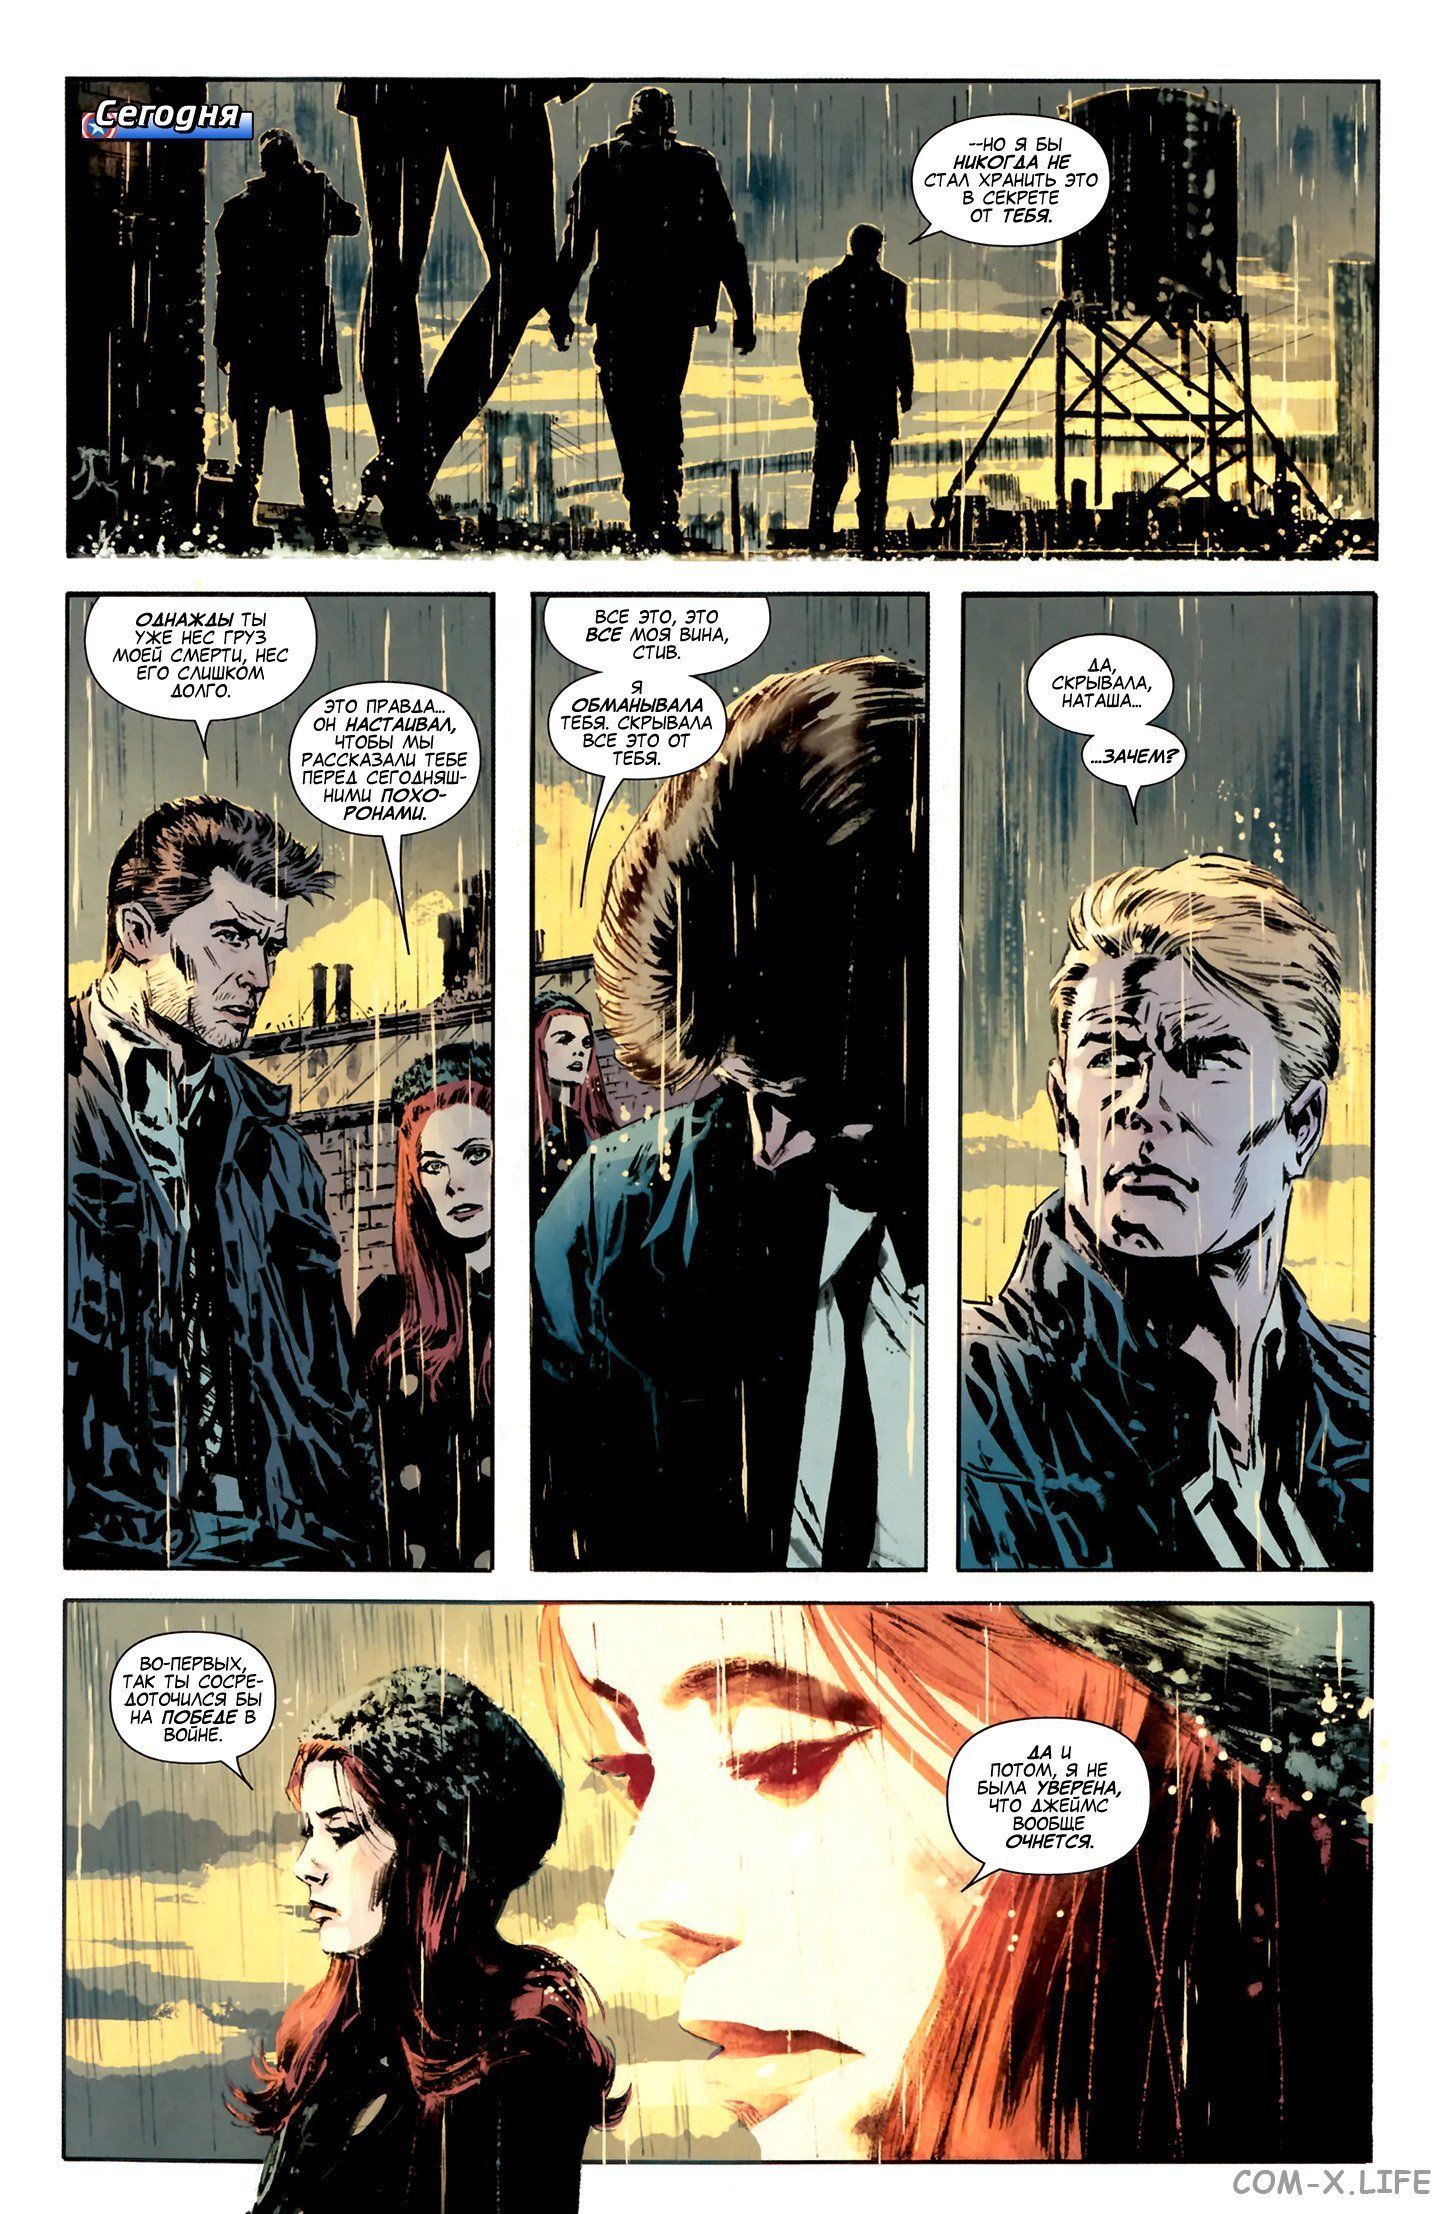 Сегодня
--НО Я БЫ
НИКОГДА НЕ
СТАЛ ХРАНИТЬ ЭТО
В СЕКРЕТЕ
ОТ ТЕБЯ.
ОДНАЖДЫ ТЫ
УЖЕ НЕС ГРУЗ
МОЕЙ СМЕРТИ, НЕС
ЕГО СЛИШКОМ
ДОЛГО.
ЭТО ПРАВДА...
ОН НАСТАИВАЛ,
ЧТОБЫ МЫ
РАССКАЗАЛИ ТЕБЕ
ПЕРЕД СЕГОДНЯШ-
НИМИ ПОХО-
РОНАМИ.
ВСЕ ЭТО, ЭТО
ВСЕ МОЯ ВИНА,
СТИВ.
Я
ОБМАНЫВАЛА
ТЕБЯ. СКРЫВАЛА
ВСЕ ЭТО ОТ
ТЕБЯ.
ДА,
СКРЫВАЛА,
НАТАША...
...ЗАЧЕМ?
ВО-ПЕРВЫХ,
ТАК ТЫ СОСРЕ-
ДОТОЧИЛСЯ БЫ
НА ПОБЕДЕ В
ВОЙНЕ.
ДА И
ПОТОМ, Я НЕ
БЫЛА УВЕРЕНА,
ЧТО ДЖЕЙМС
ВООБЩЕ
ОЧНЕТСЯ.
COM-X.LIFE